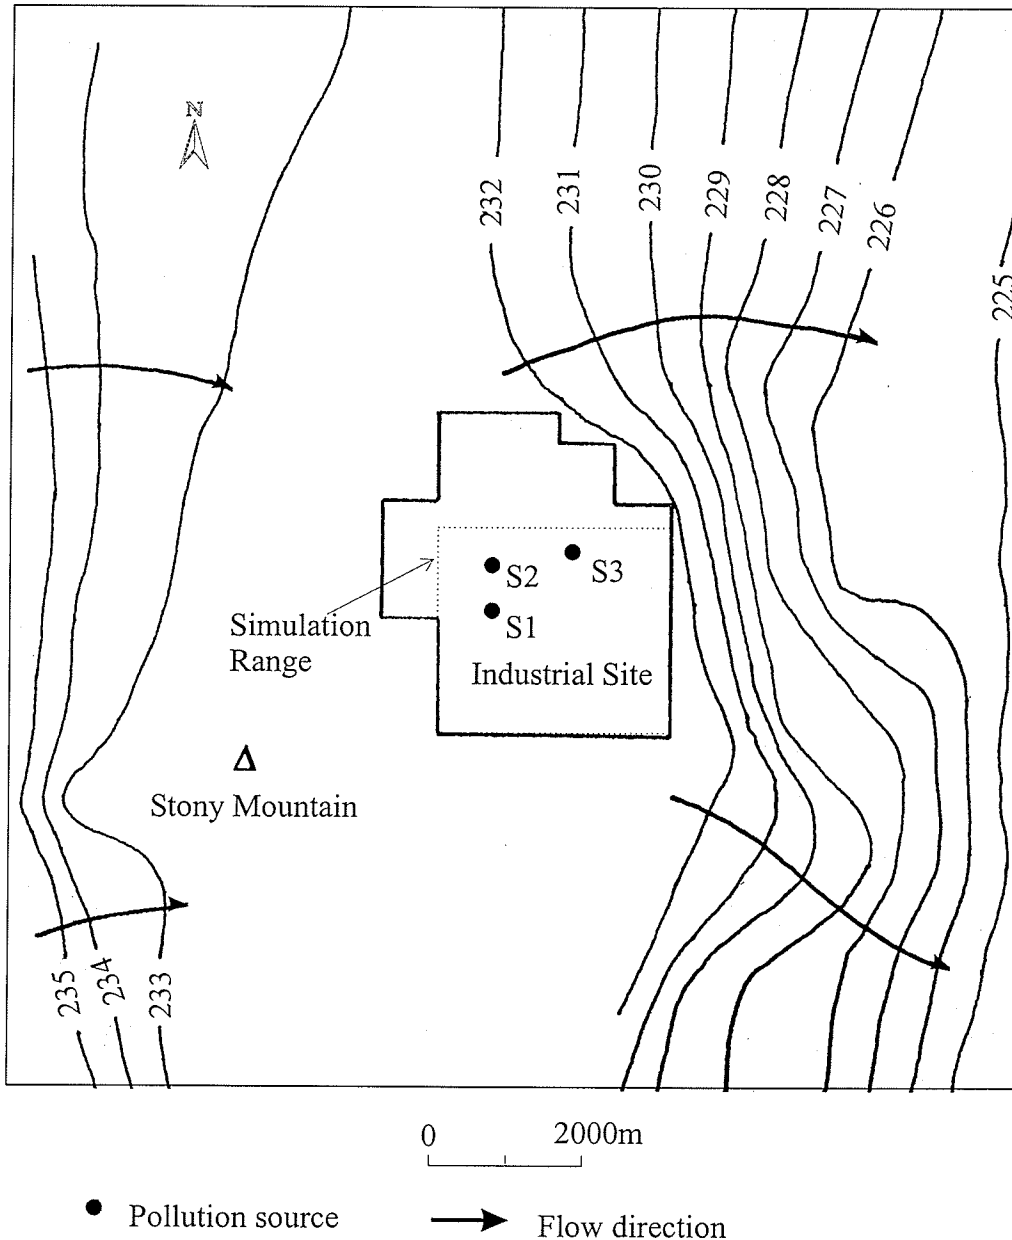 N
232
231
230
229
228
227
226
225
S2
S3
S1
Simulation
Range
Industrial Site
Δ
Stony Mountain
235
234
233
0
2000m
Pollution source
Flow direction